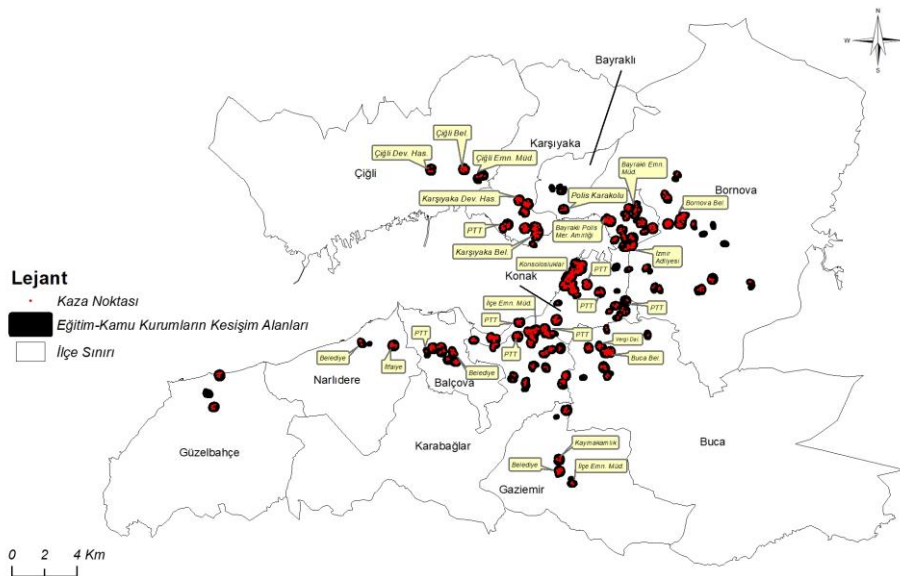 N
W E
S
Bayraklı
Çiğli Bel.
Çiğli Dev. Has.
Çiğli Emn. Müd.
Karşıyaka
Bayraklı Emn.
Müd.
Çiğli
Polis Karakolu
Bornova
Karşıyaka Dev. Has.
Bornova Bel.
PTT
Bayraklı Polis
Mer. Amirliği
Karşıyaka Bel.
İzmir
Adliyesi
Konsolosluklar
PTT
Konak
PTT
PTT
İlçe Emn. Müd.
PTT
PTT
PTT
PTT
Vergi Dai.
Buca Bel.
Belediye
İtfaiye
Belediye
Narlıdere
Balçova
Güzelbahçe
Karabağlar
Buca
Kaymakamlık
Belediye
İlçe Emn. Müd.
Gaziemir
Lejant
Kaza Noktası
Eğitim-Kamu Kurumların Kesişim Alanları
İlçe Sınırı
0 2 4 Km